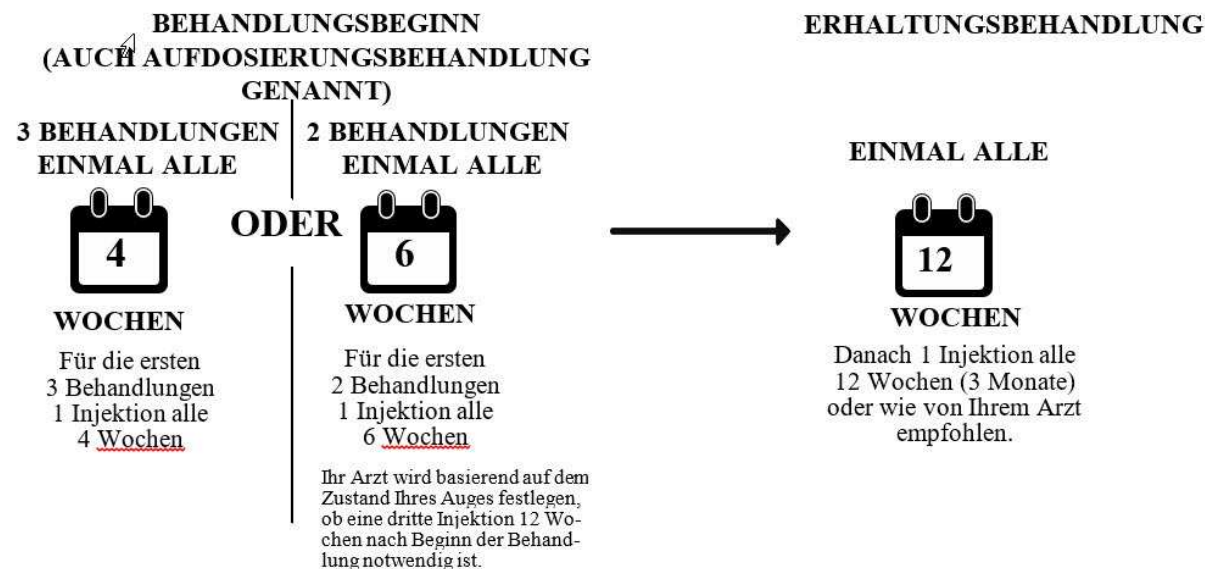 BEHANDLUNGSBEGINN
(AUCH AUFDOSIERUNGSBEHANDLUNG
GENANNT)
3 BEHANDLUNGEN
EINMAL ALLE
4
WOCHEN
Für die ersten
3 Behandlungen
1 Injektion alle
4 Wochen
ODER
2 BEHANDLUNGEN
EINMAL ALLE
6
WOCHEN
Für die ersten
2 Behandlungen
1 Injektion alle
6 Wochen
Ihr Arzt wird basierend auf dem
Zustand Ihres Auges festlegen,
ob eine dritte Injektion 12 Wo-
chen nach Beginn der Behand-
lung notwendig ist.
ERHALTUNGSBEHANDLUNG
EINMAL ALLE
12
WOCHEN
Danach 1 Injektion alle
12 Wochen (3 Monate)
oder wie von Ihrem Arzt
empfohlen.